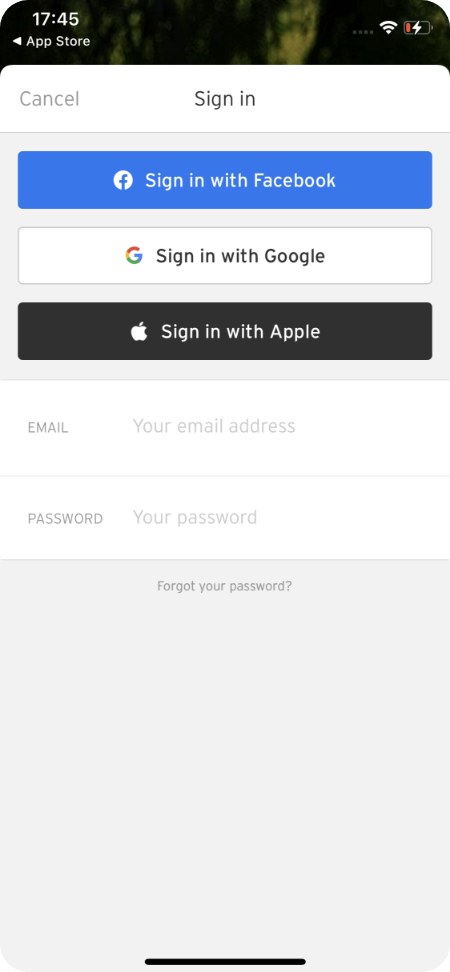 17:45
◀ App Store
Cancel
Sign in
Sign in with Facebook
Sign in with Google
Sign in with Apple
EMAIL Your email address
PASSWORD Your password
Forgot your password?